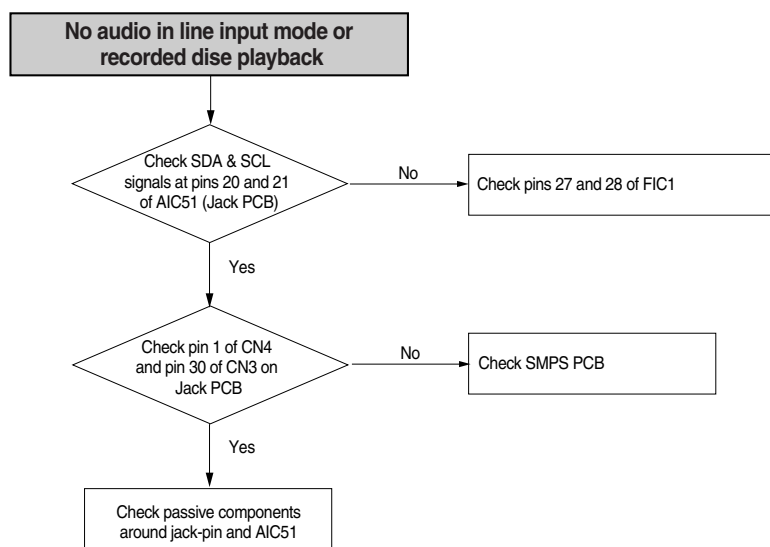 No audio in line input mode or
recorded dise playback
Check SDA & SCL
signals at pins 20 and 21
of AIC51 (Jack PCB)
No
Check pins 27 and 28 of FIC1
Yes
Check pin 1 of CN4
and pin 30 of CN3 on
Jack PCB
No
Check SMPS PCB
Yes
Check passive components
around jack-pin and AIC51